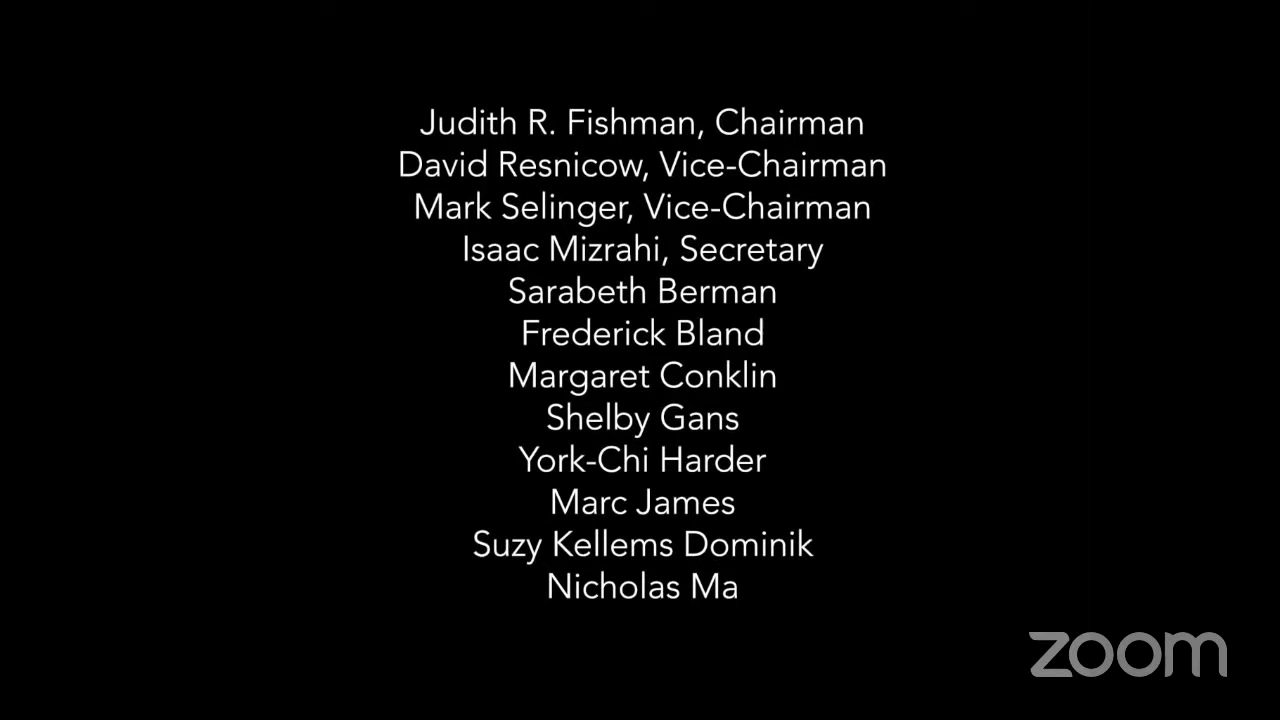 Judith R. Fishman, Chairman
David Resnicow, Vice-Chairman
Mark Selinger, Vice-Chairman
Isaac Mizrahi, Secretary
Sarabeth Berman
Frederick Bland
Margaret Conklin
Shelby Gans
York-Chi Harder
Marc James
Suzy Kellems Dominik
Nicholas Ma
zoom